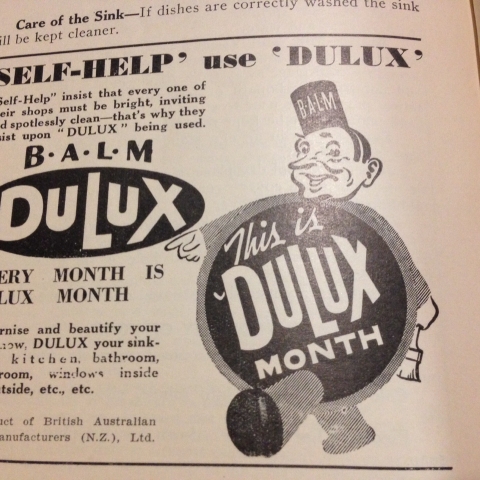 Care of the Sink—If dishes are correctly washed the sink
ill be kept cleaner.
SELF-HELP' use 'DULUX'
Self-Help" insist that every one of
eir shops must be bright, inviting
d spotlessly clean—that's why they
sist upon "DULUX" being used.
B·A·L·M
DULUX
ERY MONTH IS
LUX MONTH
rnise and beautify your
ow, DULUX your sink-
kitchen, bathroom,
room, windows inside
tside, etc., etc.
uct of British Australian
anufacturers (N.Z.), Ltd.
B·A·L·M
This is
'DULUX
MONTH